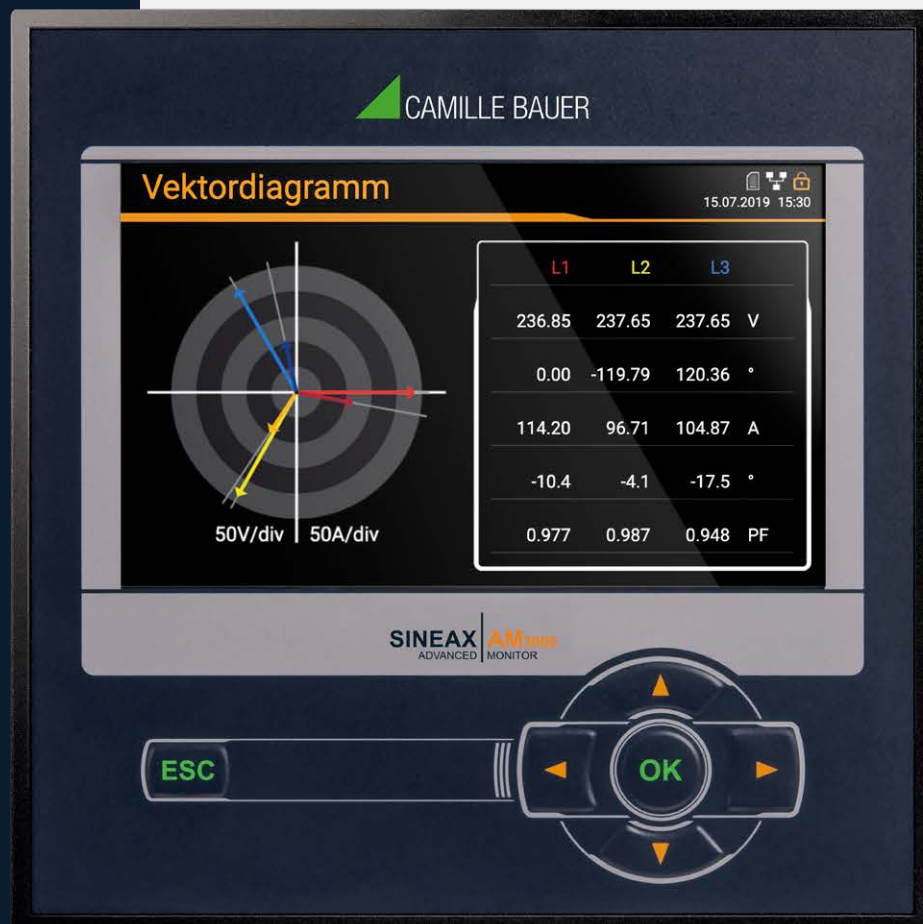 CAMILLE BAUER
Vektordiagramm
15.07.2019 15:30
L1 L2 L3
236.85 237.65 237.65 V
0.00 -119.79 120.36 °
114.20 96.71 104.87 A
-10.4 -4.1 -17.5 °
0.977 0.987 0.948 PF
50V/div 50A/div
SINEAX AM3000
ADVANCED MONITOR
ESC
OK